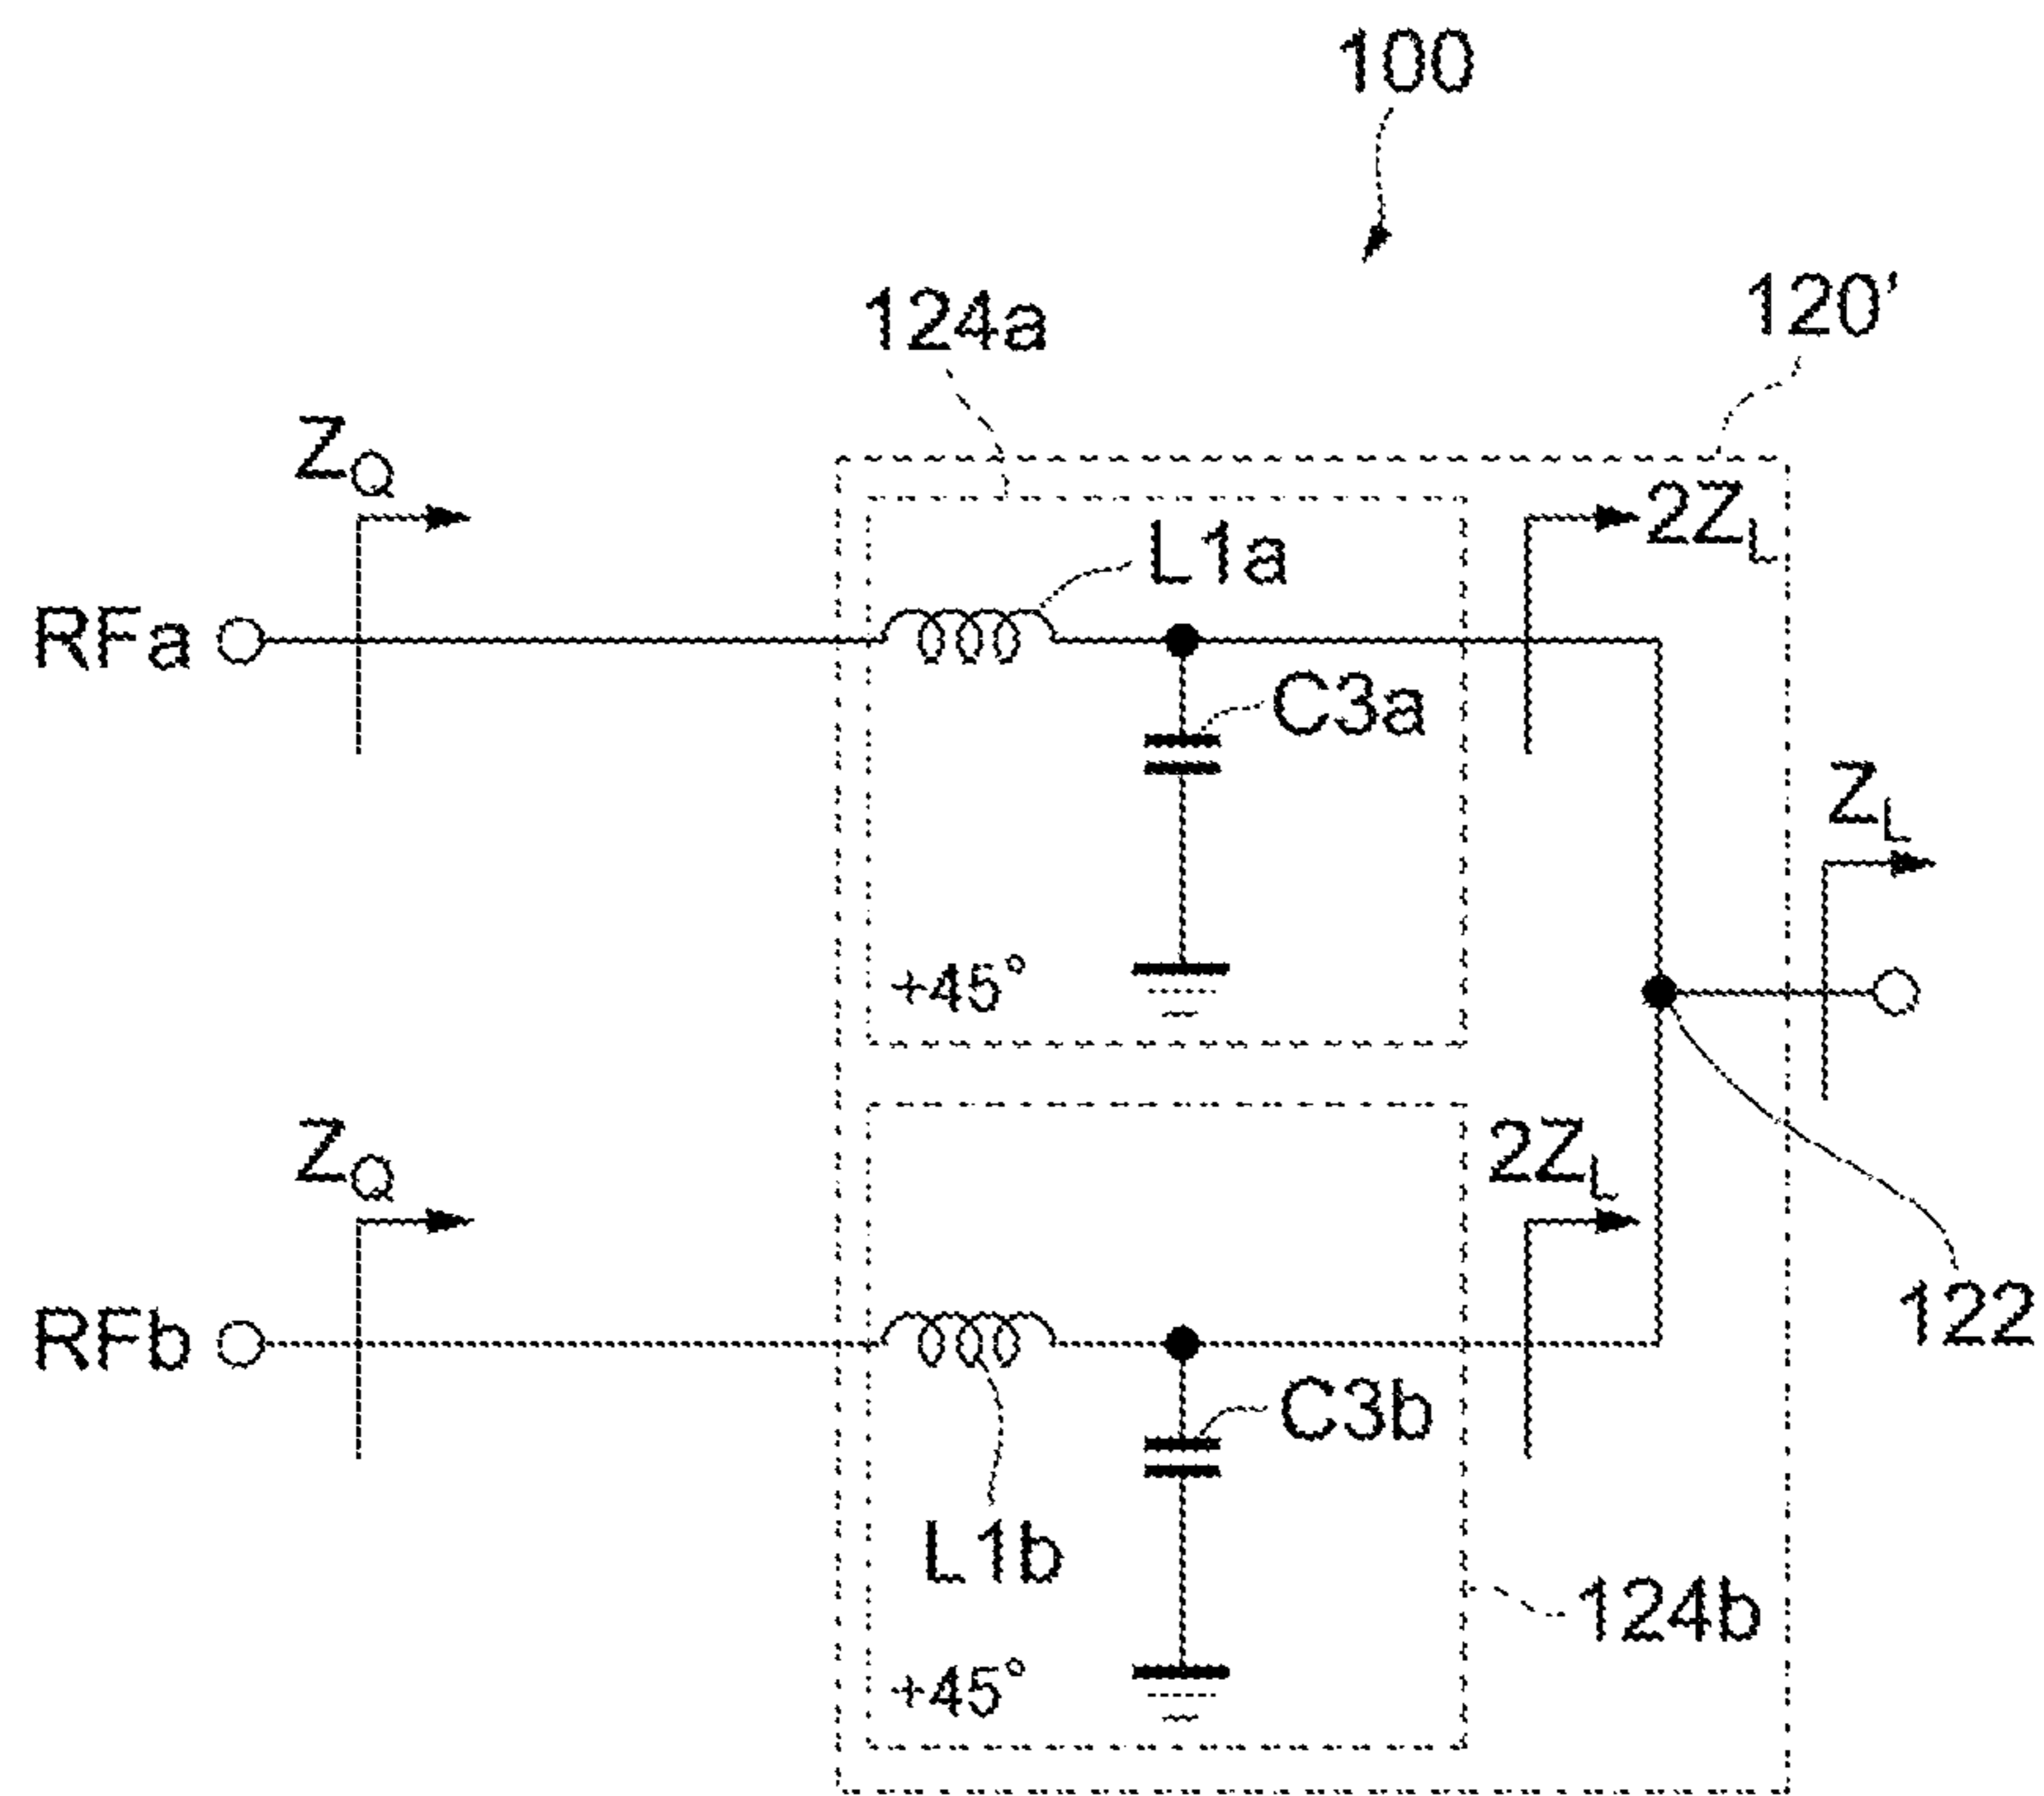 100
124a
120'
ZQ
2ZL
L1a
RFa
C3a
ZL
+45°
ZQ
2ZL
122
RFb
C3b
L1b
124b
+45°